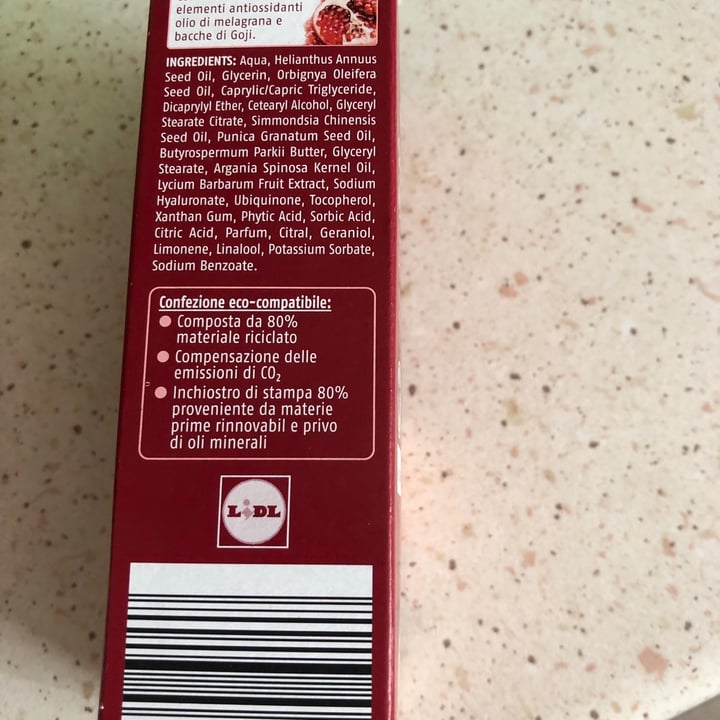 elementi antiossidanti
olio di melagrana e
bacche di Goji.
INGREDIENTS: Aqua, Helianthus Annuus
Seed Oil, Glycerin, Orbignya Oleifera
Seed Oil, Caprylic/Capric Triglyceride,
Dicaprylyl Ether, Cetearyl Alcohol, Glyceryl
Stearate Citrate, Simmondsia Chinensis
Seed Oil, Punica Granatum Seed Oil,
Butyrospermum Parkii Butter, Glyceryl
Stearate, Argania Spinosa Kernel Oil,
Lycium Barbarum Fruit Extract, Sodium
Hyaluronate, Ubiquinone, Tocopherol,
Xanthan Gum, Phytic Acid, Sorbic Acid,
Citric Acid, Parfum, Citral, Geraniol,
Limonene, Linalool, Potassium Sorbate,
Sodium Benzoate.
Confezione eco-compatibile:
● Composta da 80%
materiale riciclato
● Compensazione delle
emissioni di CO₂
● Inchiostro di stampa 80%
proveniente da materie
prime rinnovabil e privo
di oli minerali
LiDL